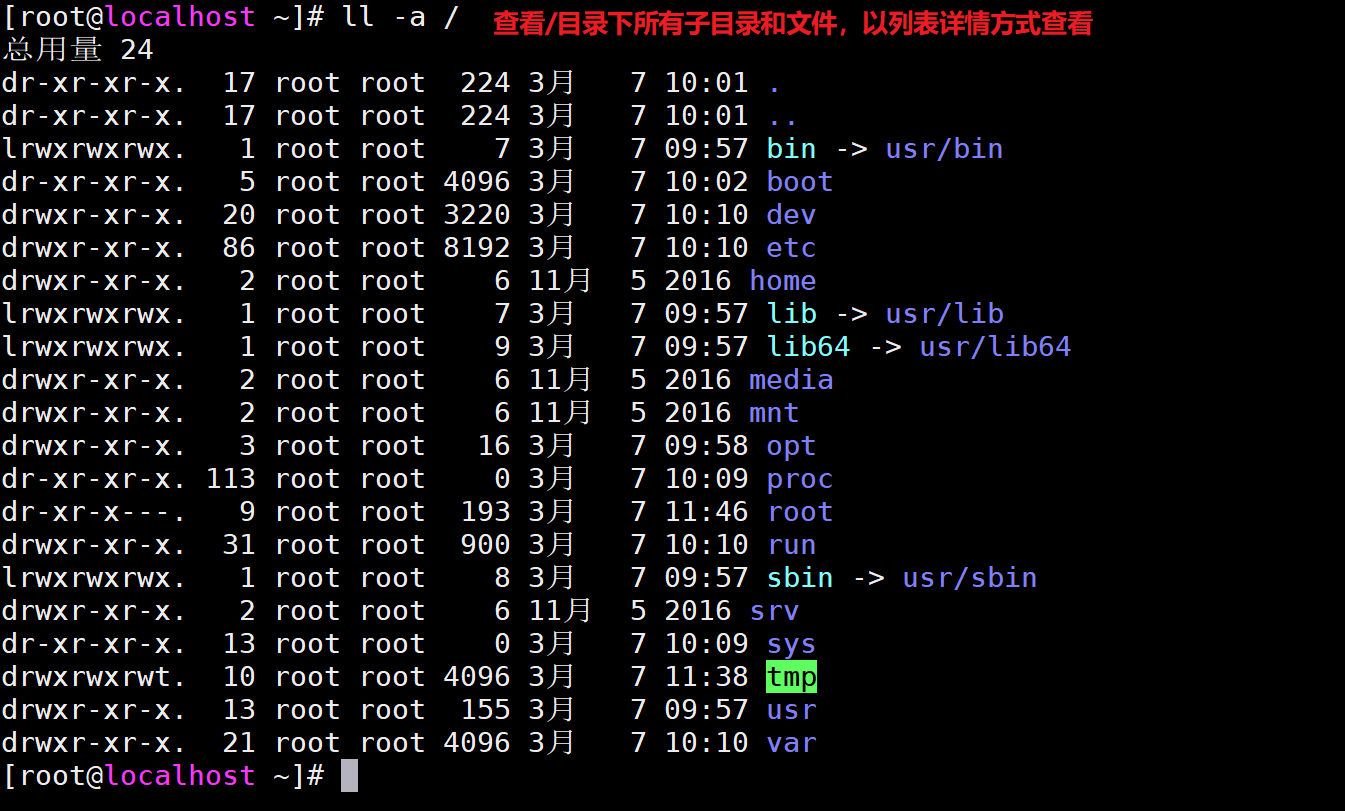 [root@localhost ~]# ll -a / 查看/目录下所有子目录和文件，以列表详情方式查看
总用量 24
dr-xr-xr-x.  17 root root  224 3月   7 10:01 .
dr-xr-xr-x.  17 root root  224 3月   7 10:01 ..
lrwxrwxrwx.   1 root root    7 3月   7 09:57 bin -> usr/bin
dr-xr-xr-x.   5 root root 4096 3月   7 10:02 boot
drwxr-xr-x.  20 root root 3220 3月   7 10:10 dev
drwxr-xr-x.  86 root root 8192 3月   7 10:10 etc
drwxr-xr-x.   2 root root    6 11月  5 2016 home
lrwxrwxrwx.   1 root root    7 3月   7 09:57 lib -> usr/lib
lrwxrwxrwx.   1 root root    9 3月   7 09:57 lib64 -> usr/lib64
drwxr-xr-x.   2 root root    6 11月  5 2016 media
drwxr-xr-x.   2 root root    6 11月  5 2016 mnt
drwxr-xr-x.   3 root root   16 3月   7 09:58 opt
dr-xr-xr-x. 113 root root    0 3月   7 10:09 proc
dr-xr-x---.   9 root root  193 3月   7 11:46 root
drwxr-xr-x.  31 root root  900 3月   7 10:10 run
lrwxrwxrwx.   1 root root    8 3月   7 09:57 sbin -> usr/sbin
drwxr-xr-x.   2 root root    6 11月  5 2016 srv
dr-xr-xr-x.  13 root root    0 3月   7 10:09 sys
drwxrwxrwt.  10 root root 4096 3月   7 11:38 tmp
drwxr-xr-x.  13 root root  155 3月   7 09:57 usr
drwxr-xr-x.  21 root root 4096 3月   7 10:10 var
[root@localhost ~]#